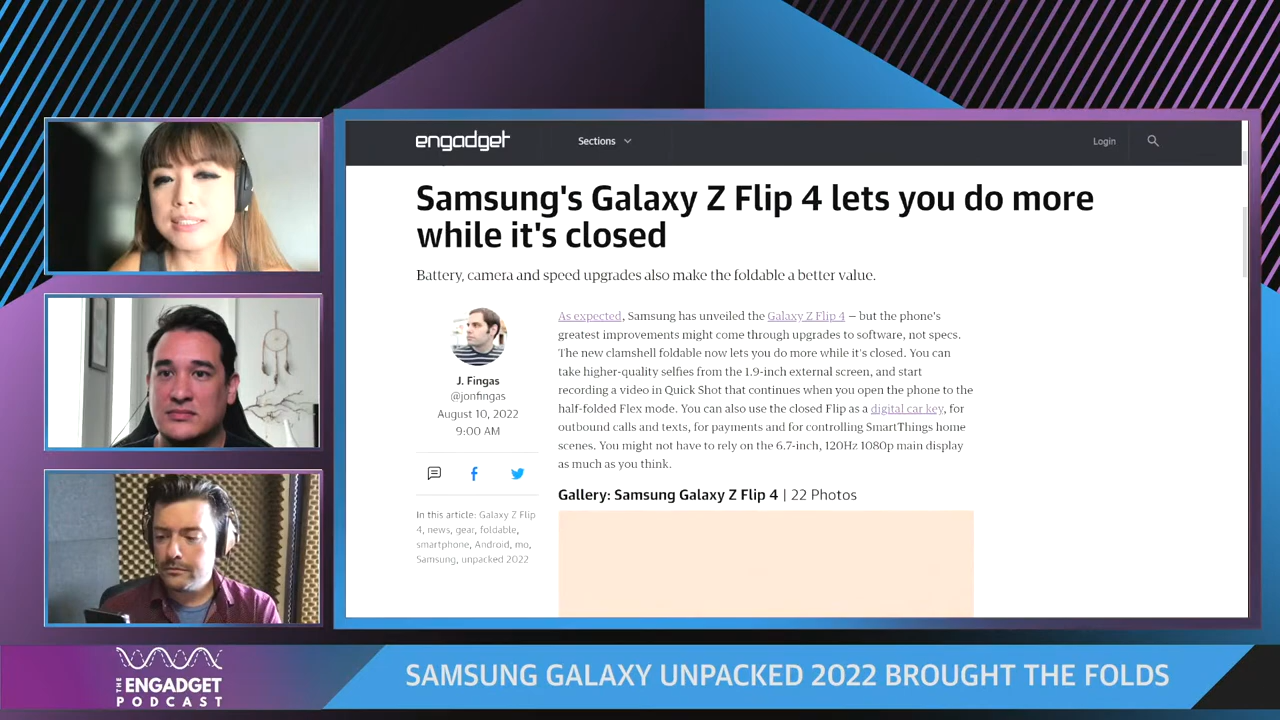 engadget
Sections
Login
Samsung's Galaxy Z Flip 4 lets you do more
while it's closed
Battery, camera and speed upgrades also make the foldable a better value.
J. Fingas
@jonfingas
August 10, 2022
9:00 AM
In this article: Galaxy Z Flip
4, news, gear, foldable,
smartphone, Android, mo,
Samsung, unpacked 2022
As expected, Samsung has unveiled the Galaxy Z Flip 4 — but the phone's
greatest improvements might come through upgrades to software, not specs.
The new clamshell foldable now lets you do more while it's closed. You can
take higher-quality selfies from the 1.9-inch external screen, and start
recording a video in Quick Shot that continues when you open the phone to the
half-folded Flex mode. You can also use the closed Flip as a digital car key, for
outbound calls and texts, for payments and for controlling SmartThings home
scenes. You might not have to rely on the 6.7-inch, 120Hz 1080p main display
as much as you think.
Gallery: Samsung Galaxy Z Flip 4 | 22 Photos
THE ENGADGET
PODCAST
SAMSUNG GALAXY UNPACKED 2022 BROUGHT THE FOLDS